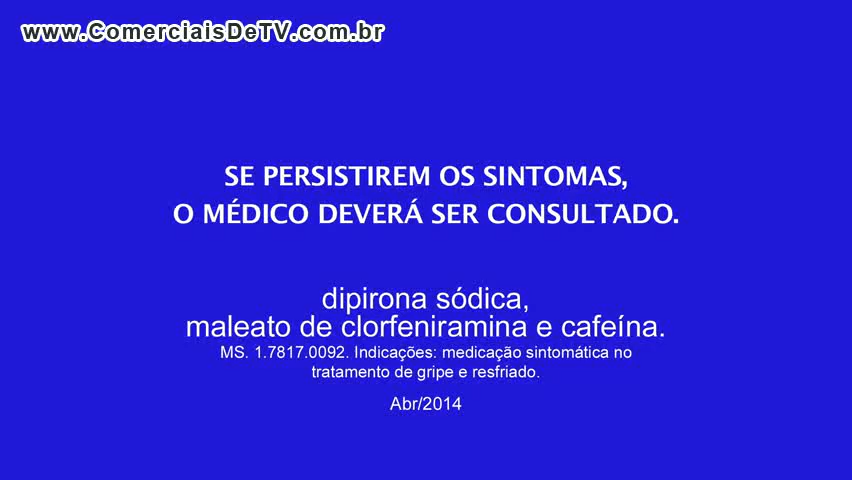 www.ComerciaisDeTV.com.br
SE PERSISTIREM OS SINTOMAS,
O MÉDICO DEVERÁ SER CONSULTADO.
dipirona sódica,
maleato de clorfeniramina e cafeína.
MS. 1.7817.0092. Indicações: medicação sintomática no
tratamento de gripe e resfriado.
Abr/2014